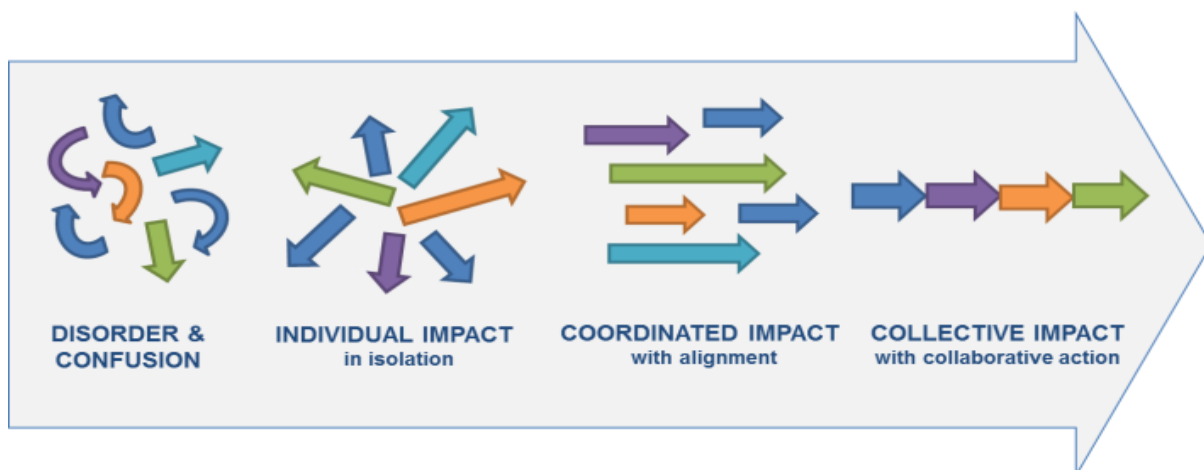 DISORDER &
CONFUSION
INDIVIDUAL IMPACT
in isolation
COORDINATED IMPACT
with alignment
COLLECTIVE IMPACT
with collaborative action